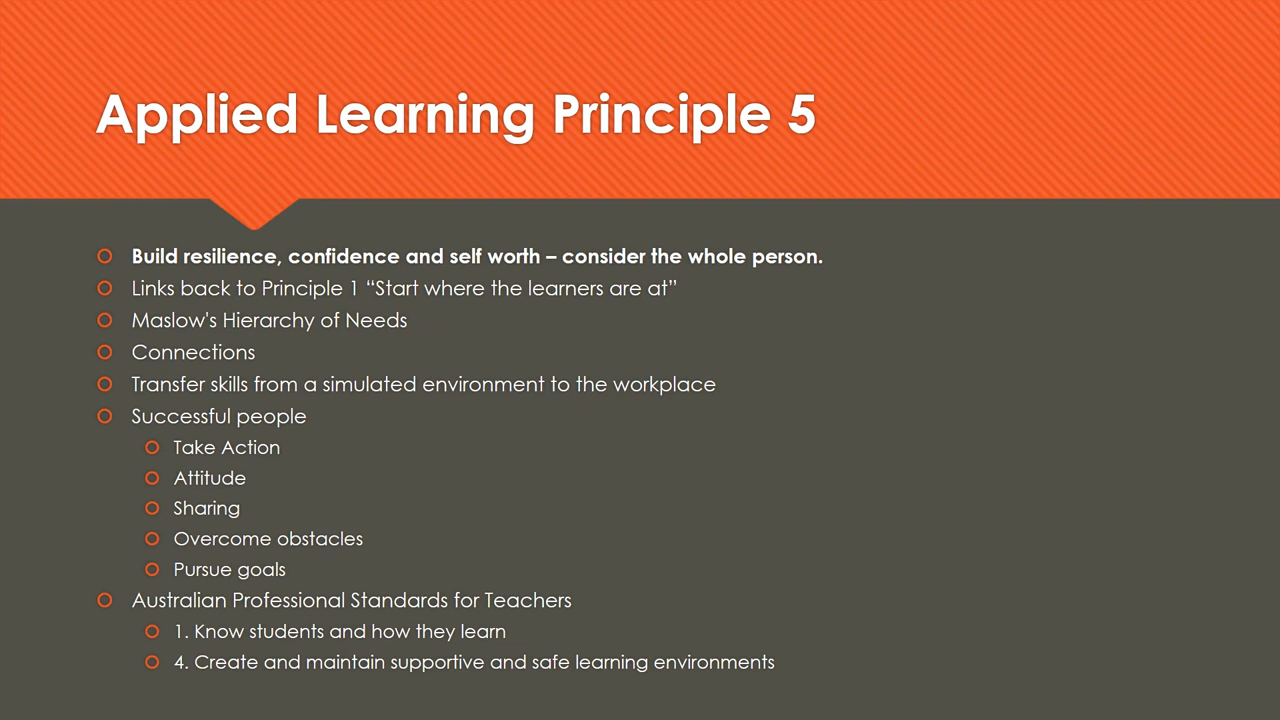 Applied Learning Principle 5
Build resilience, confidence and self worth – consider the whole person.
Links back to Principle 1 “Start where the learners are at”
Maslow's Hierarchy of Needs
Connections
Transfer skills from a simulated environment to the workplace
Successful people
Take Action
Attitude
Sharing
Overcome obstacles
Pursue goals
Australian Professional Standards for Teachers
1. Know students and how they learn
4. Create and maintain supportive and safe learning environments